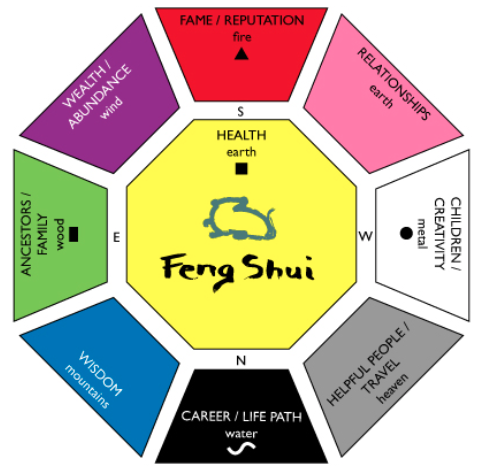 FAME / REPUTATION
fire
WEALTH /
ABUNDANCE
wind
RELATIONSHIPS
earth
S
HEALTH
earth
ANCESTORS /
FAMILY
wood
E
Feng Shui
W
CHILDREN /
CREATIVITY
metal
WISDOM
mountains
N
HELPFUL PEOPLE /
TRAVEL
heaven
CAREER / LIFE PATH
water